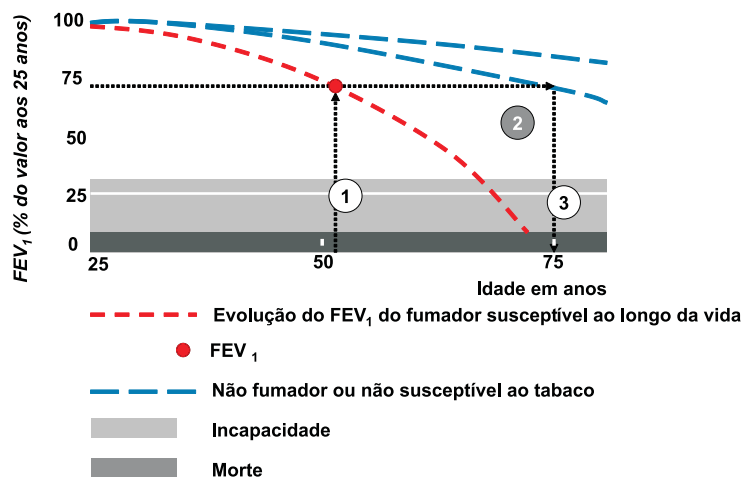 FEV1 (% do valor aos 25 anos)
100
75
50
25
0
1
2
3
25
50
75
Idade em anos
Evolução do FEV1 do fumador susceptível ao longo da vida
FEV 1
Não fumador ou não susceptível ao tabaco
Incapacidade
Morte